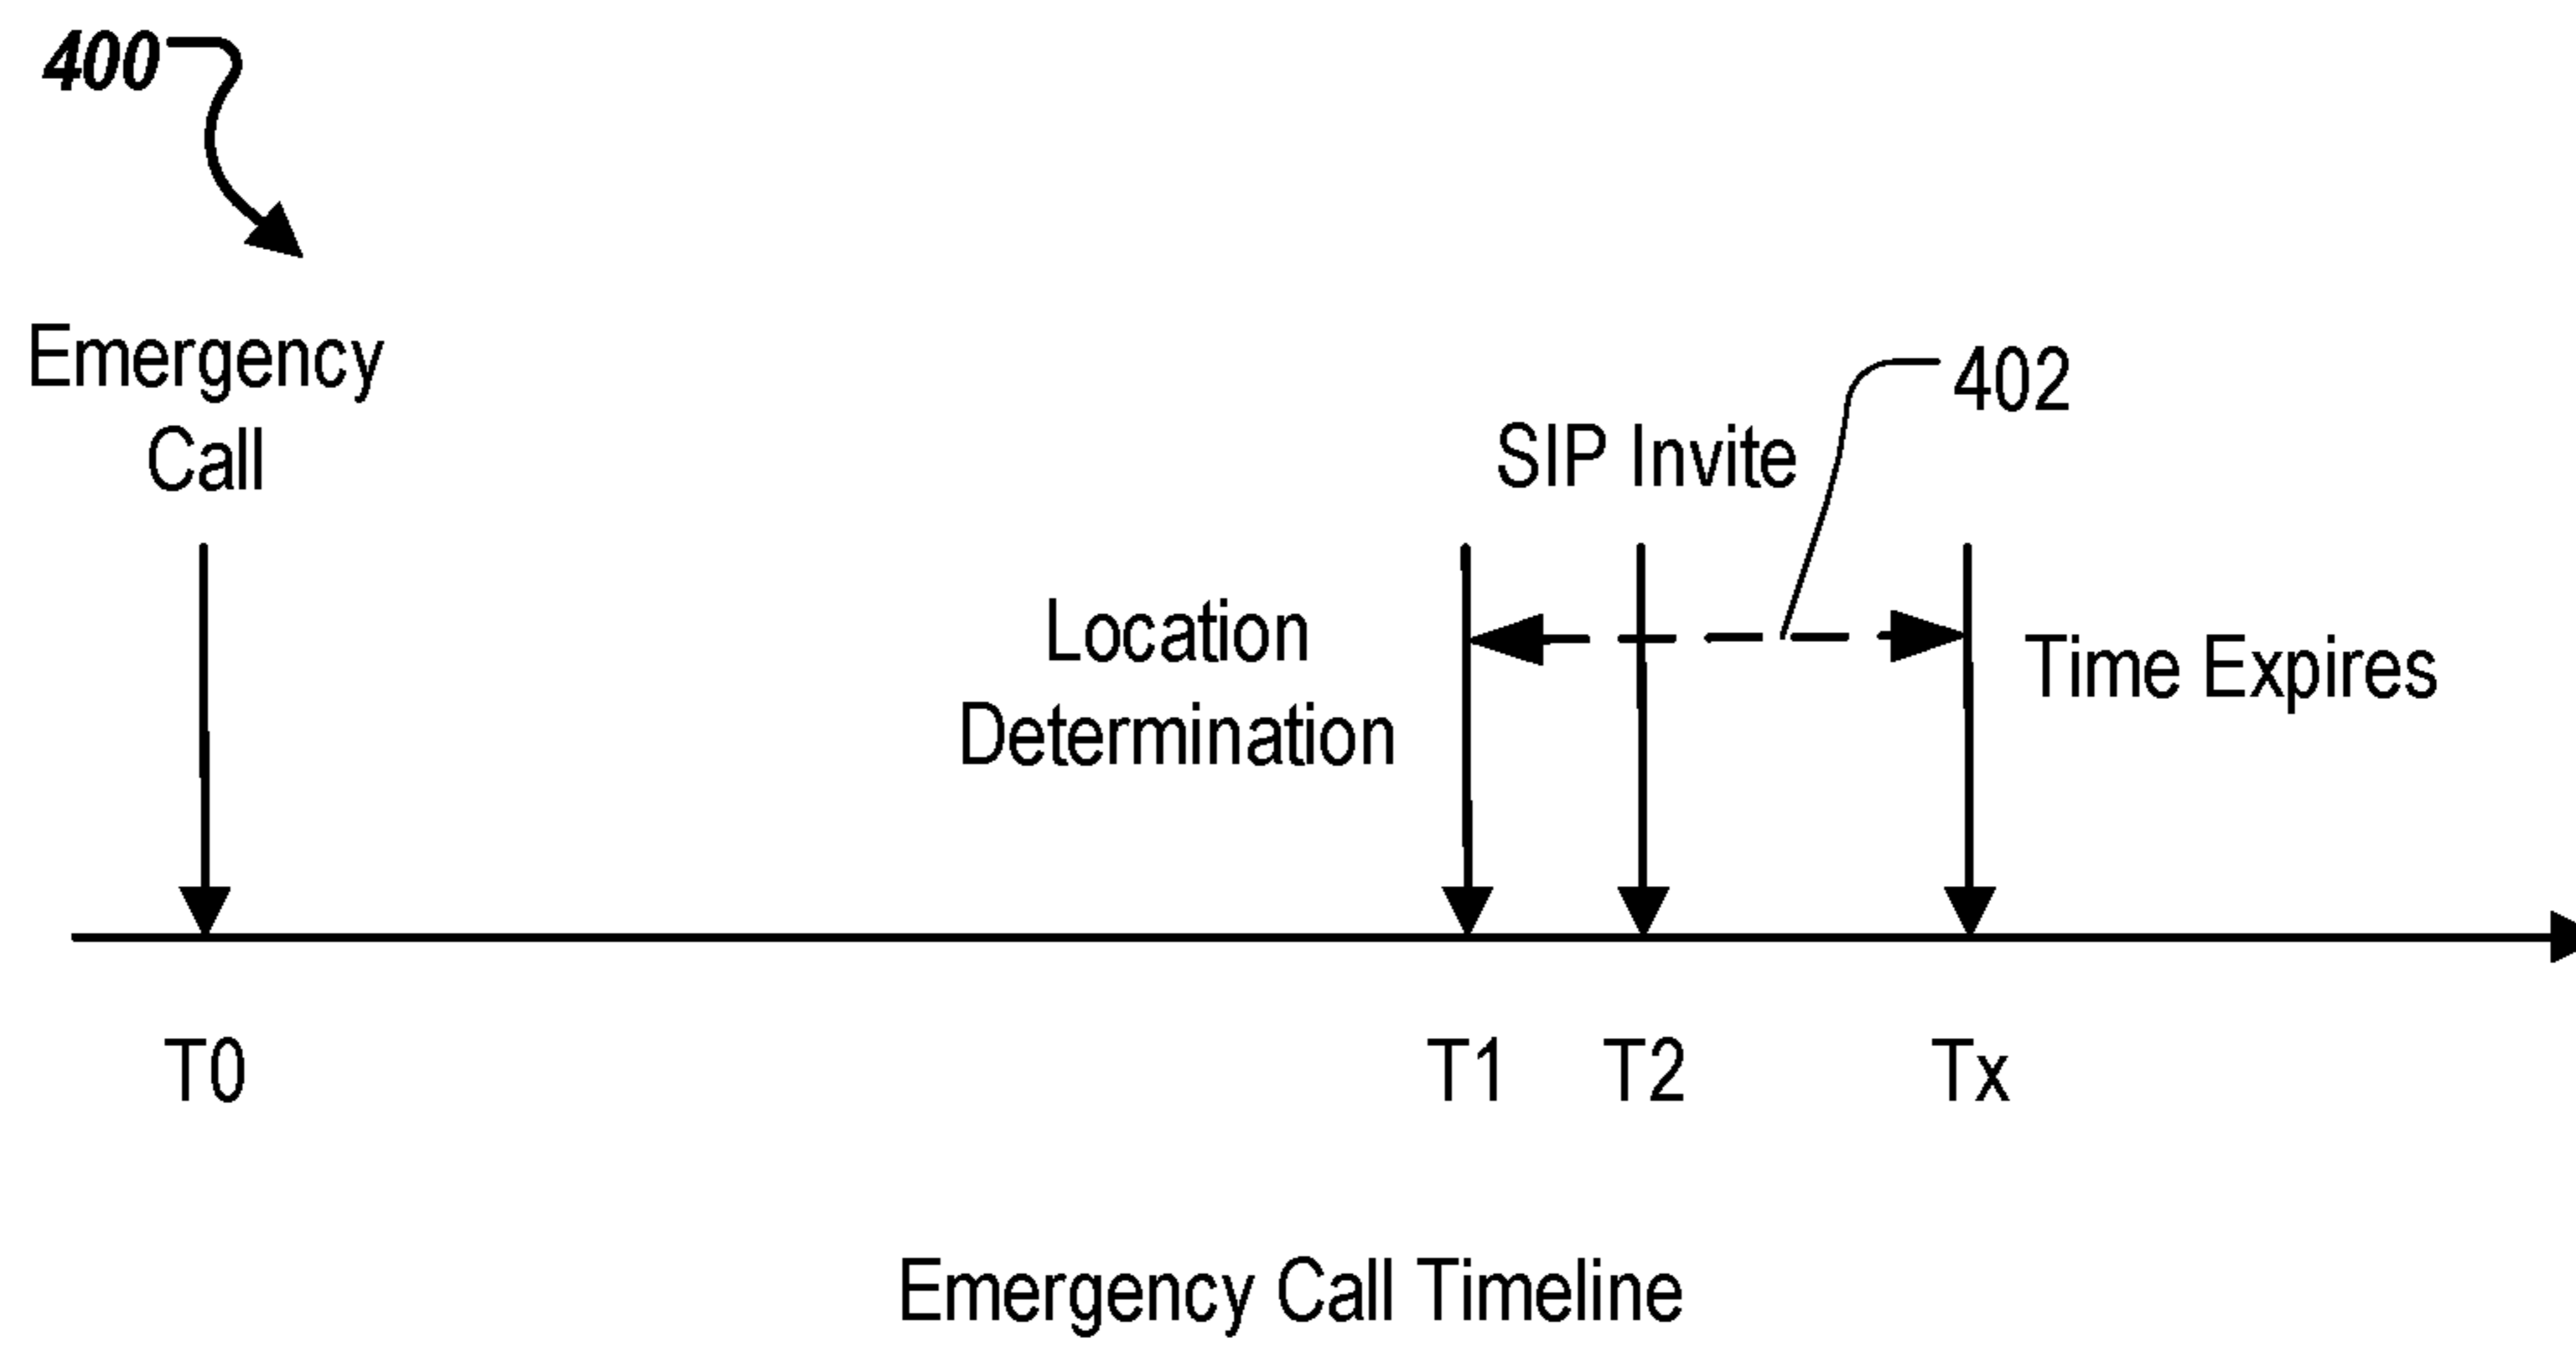 400
Emergency
Call
402
SIP Invite
Location
Determination
Time Expires
T0
T1
T2
Tx
Emergency Call Timeline